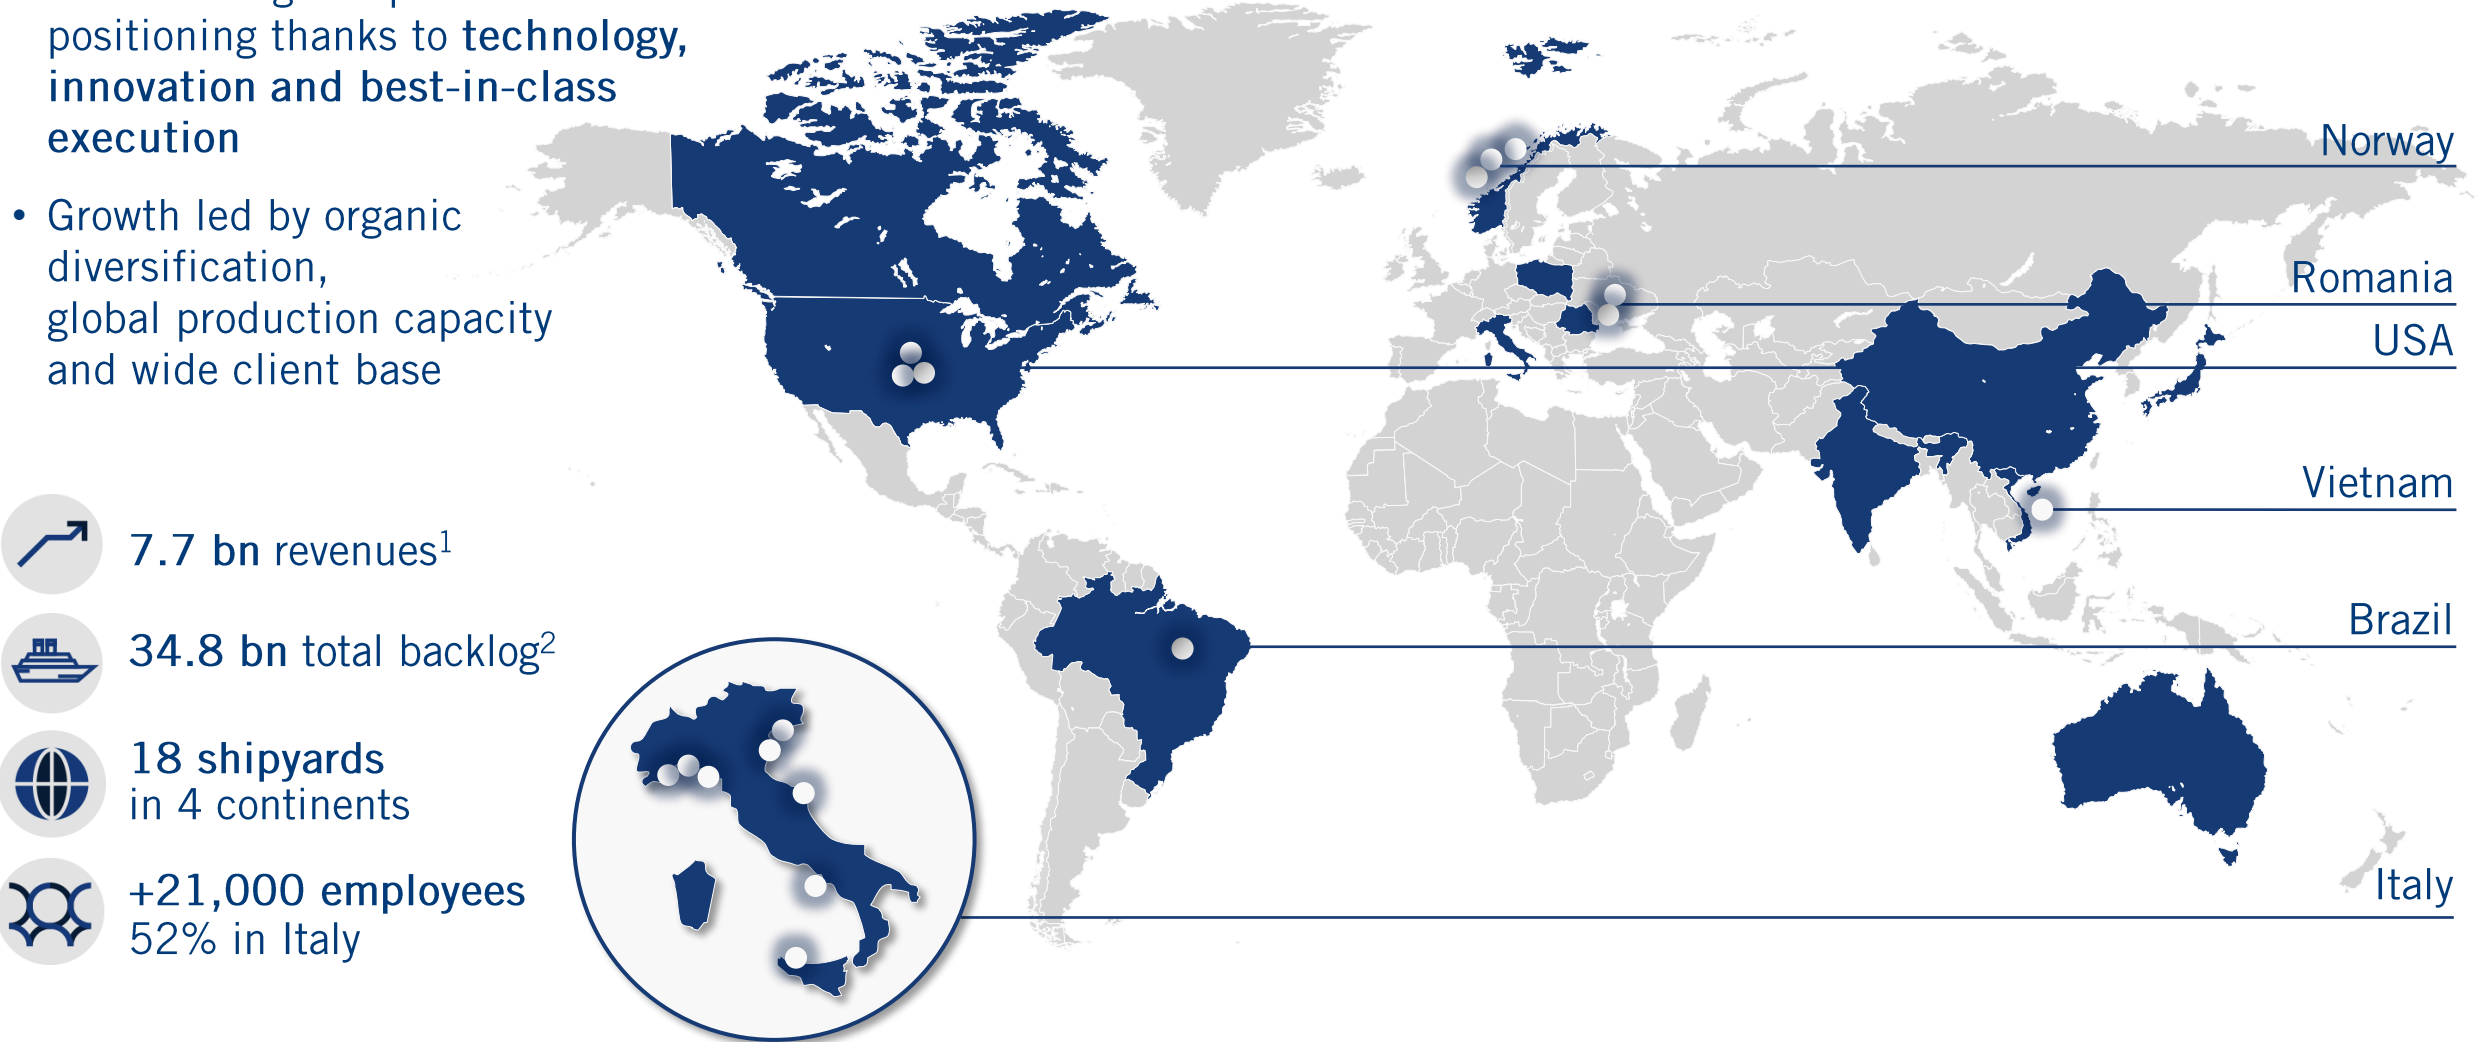 positioning thanks to technology,
innovation and best-in-class
execution
• Growth led by organic
diversification,
global production capacity
and wide client base
7.7 bn revenues¹
34.8 bn total backlog²
18 shipyards
in 4 continents
+21,000 employees
52% in Italy
Norway
Romania
USA
Vietnam
Brazil
Italy